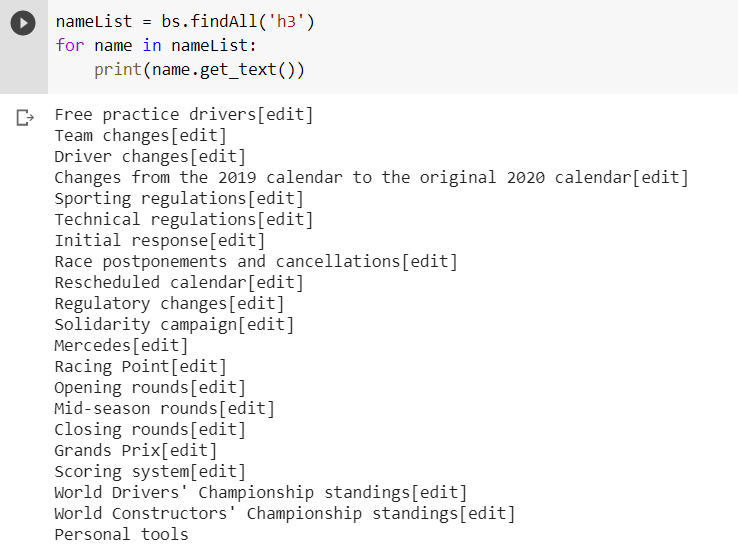 nameList = bs.findAll('h3')
for name in nameList:
    print(name.get_text())
Free practice drivers[edit]
Team changes[edit]
Driver changes[edit]
Changes from the 2019 calendar to the original 2020 calendar[edit]
Sporting regulations[edit]
Technical regulations[edit]
Initial response[edit]
Race postponements and cancellations[edit]
Rescheduled calendar[edit]
Regulatory changes[edit]
Solidarity campaign[edit]
Mercedes[edit]
Racing Point[edit]
Opening rounds[edit]
Mid-season rounds[edit]
Closing rounds[edit]
Grands Prix[edit]
Scoring system[edit]
World Drivers' Championship standings[edit]
World Constructors' Championship standings[edit]
Personal tools